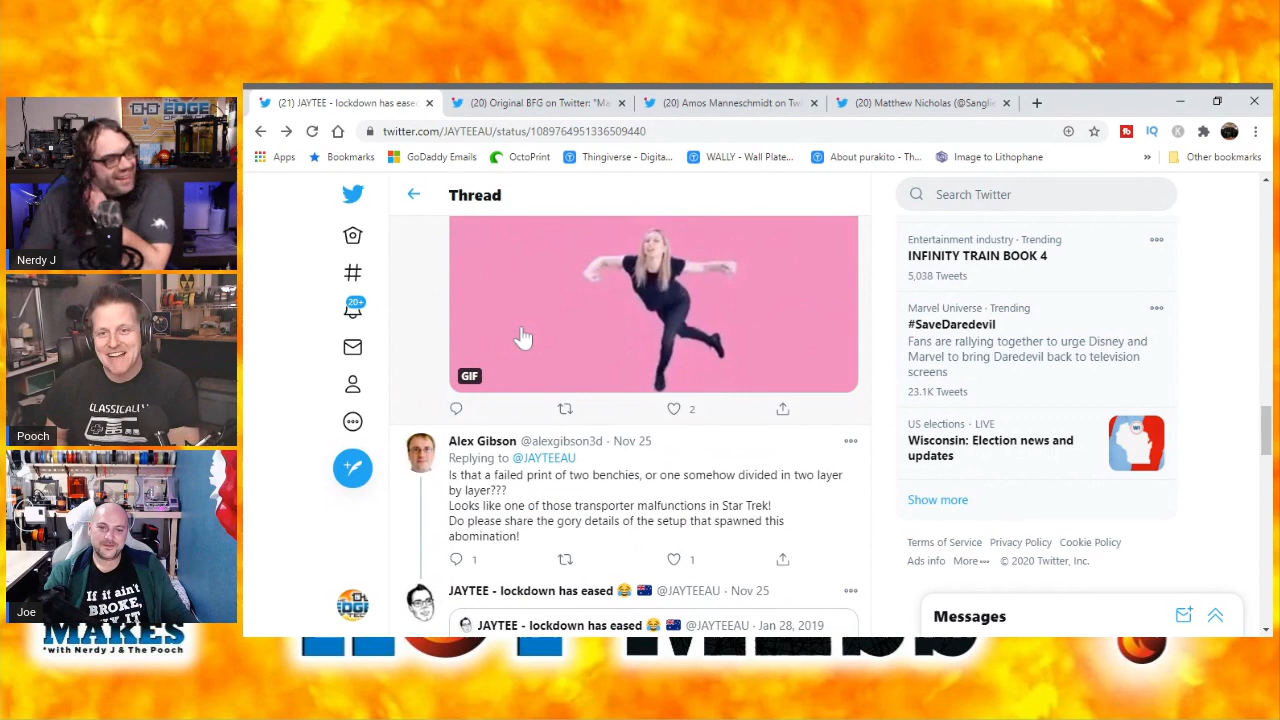 THE
EDGE
OF TECH
Nerdy J
CLASSICALLY
Pooch
If it ain't
BROKE,
Joe
MAKES
*with Nerdy J & The Pooch
(21) JAYTEE - lockdown has ease
(20) Original BFG on Twitter: "Ma
(20) Amos Manneschmidt on Twi
(20) Matthew Nicholas (@Sanglie
twitter.com/JAYTEEAU/status/1089764951336509440
IQ
K
Apps
Bookmarks
GoDaddy Emails
OctoPrint
Thingiverse - Digita...
WALLY - Wall Plate...
About purakito - Th...
Image to Lithophane
»
Other bookmarks
20+
Thread
GIF
2
Alex Gibson @alexgibson3d · Nov 25
Replying to @JAYTEEAU
Is that a failed print of two benchies, or one somehow divided in two layer
by layer???
Looks like one of those transporter malfunctions in Star Trek!
Do please share the gory details of the setup that spawned this
abomination!
1
1
JAYTEE - lockdown has eased 😂 🇦🇺 @JAYTEEAU · Nov 25
JAYTEE - lockdown has eased 😂 🇦🇺 @JAYTEEAU · Jan 28, 2019
Search Twitter
Entertainment industry · Trending
INFINITY TRAIN BOOK 4
5,038 Tweets
Marvel Universe · Trending
#SaveDaredevil
Fans are rallying together to urge Disney and
Marvel to bring Daredevil back to television
screens
23.1K Tweets
US elections · LIVE
Wisconsin: Election news and
updates
WI
Show more
Terms of Service Privacy Policy Cookie Policy
Ads info More••• © 2020 Twitter, Inc.
Messages